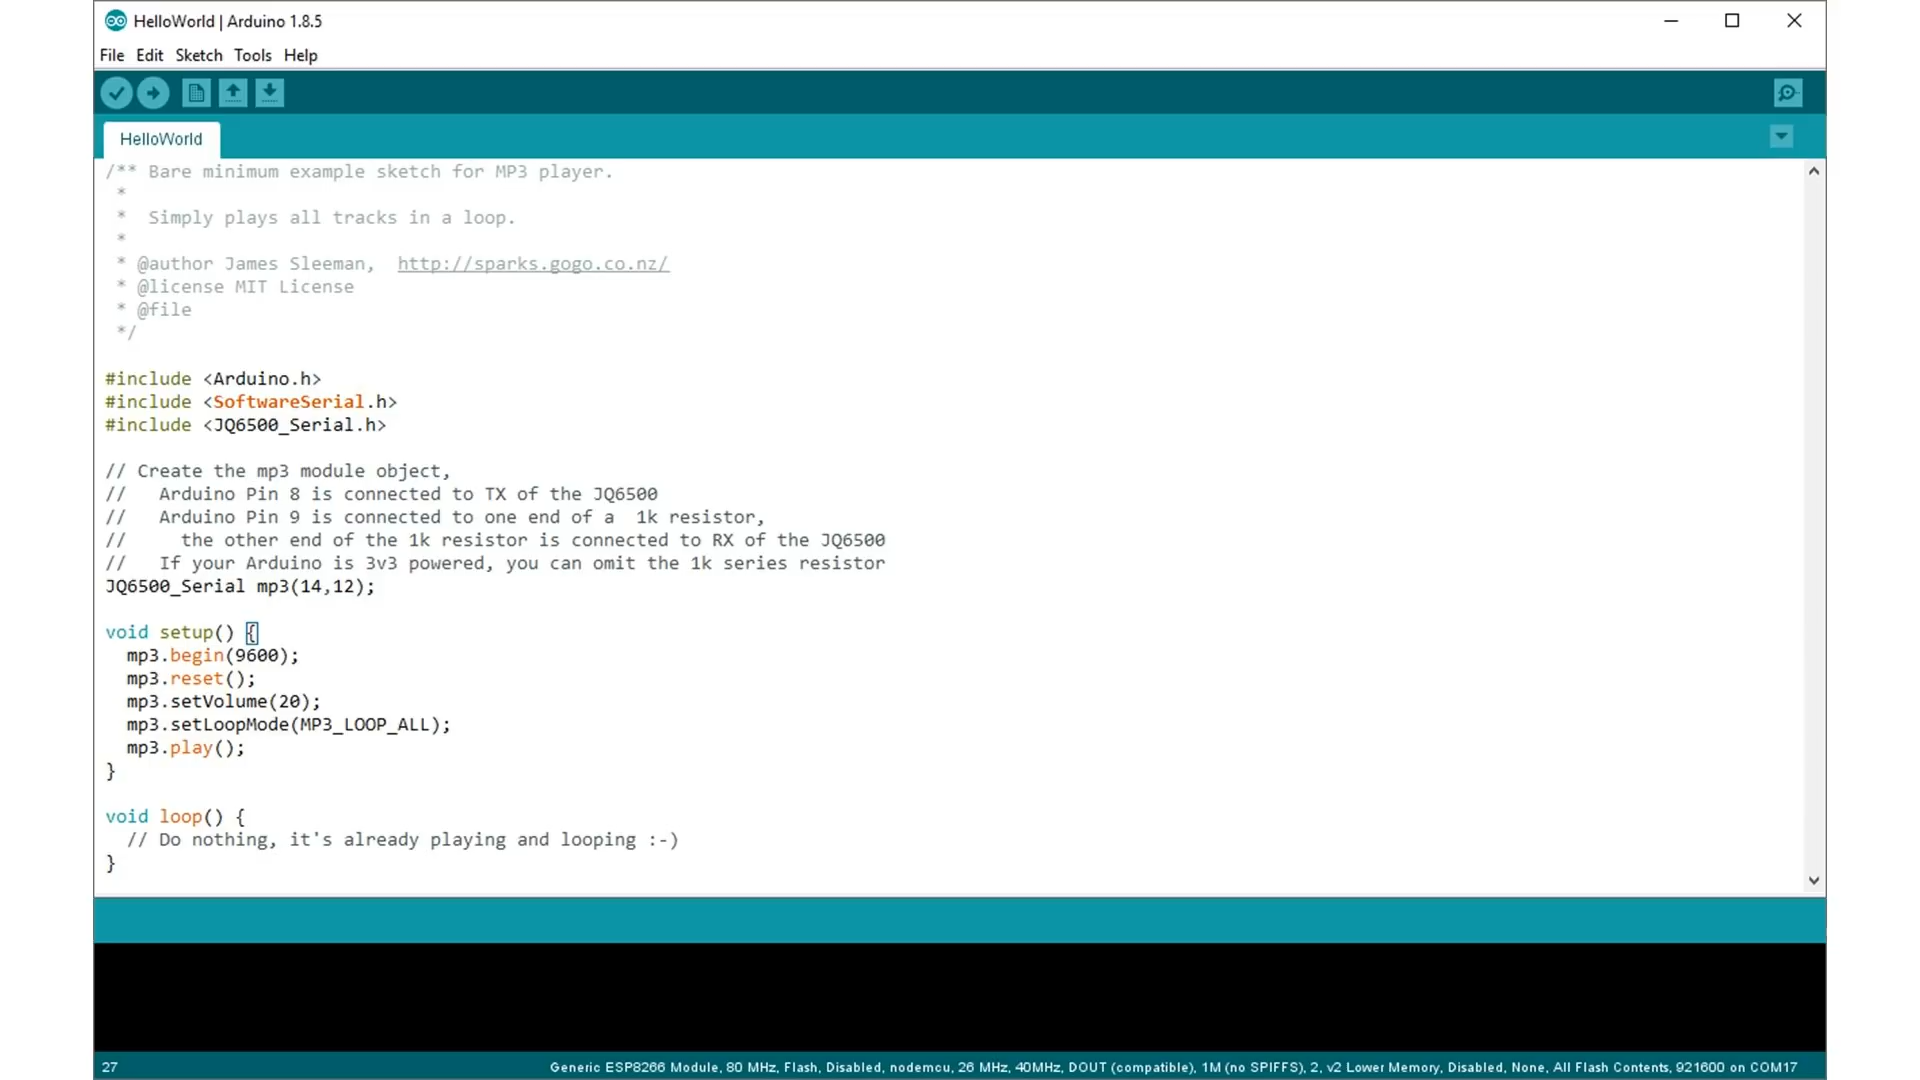 HelloWorld | Arduino 1.8.5
File Edit Sketch Tools Help
HelloWorld
/** Bare minimum example sketch for MP3 player.
 *
 *  Simply plays all tracks in a loop.
 *
 * @author James Sleeman,  http://sparks.gogo.co.nz/
 * @license MIT License
 * @file
 */
#include <Arduino.h>
#include <SoftwareSerial.h>
#include <JQ6500_Serial.h>
// Create the mp3 module object,
//   Arduino Pin 8 is connected to TX of the JQ6500
//   Arduino Pin 9 is connected to one end of a  1k resistor,
//     the other end of the 1k resistor is connected to RX of the JQ6500
//   If your Arduino is 3v3 powered, you can omit the 1k series resistor
JQ6500_Serial mp3(14,12);
void setup() {
  mp3.begin(9600);
  mp3.reset();
  mp3.setVolume(20);
  mp3.setLoopMode(MP3_LOOP_ALL);
  mp3.play();
}
void loop() {
  // Do nothing, it's already playing and looping :-)
}
27 Generic ESP8266 Module, 80 MHz, Flash, Disabled, nodemcu, 26 MHz, 40MHz, DOUT (compatible), 1M (no SPIFFS), 2, v2 Lower Memory, Disabled, None, All Flash Contents, 921600 on COM17